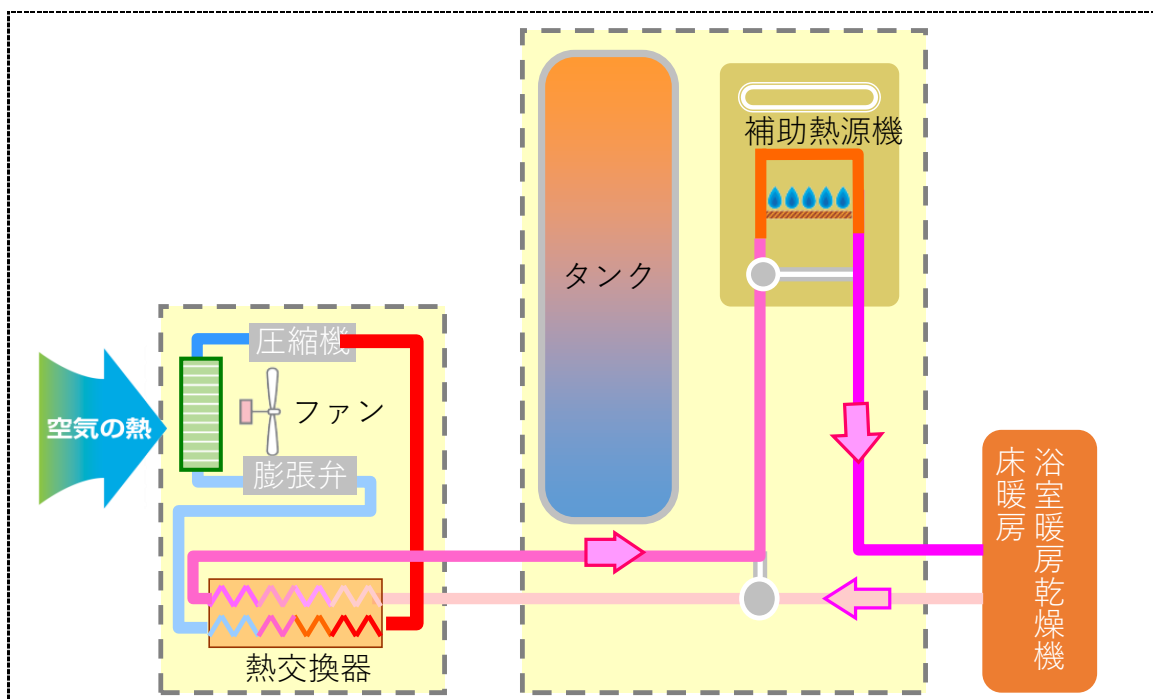 補助熱源機
タンク
圧縮機
ファン
空気の熱
膨張弁
熱交換器
浴室暖房乾燥機
床暖房